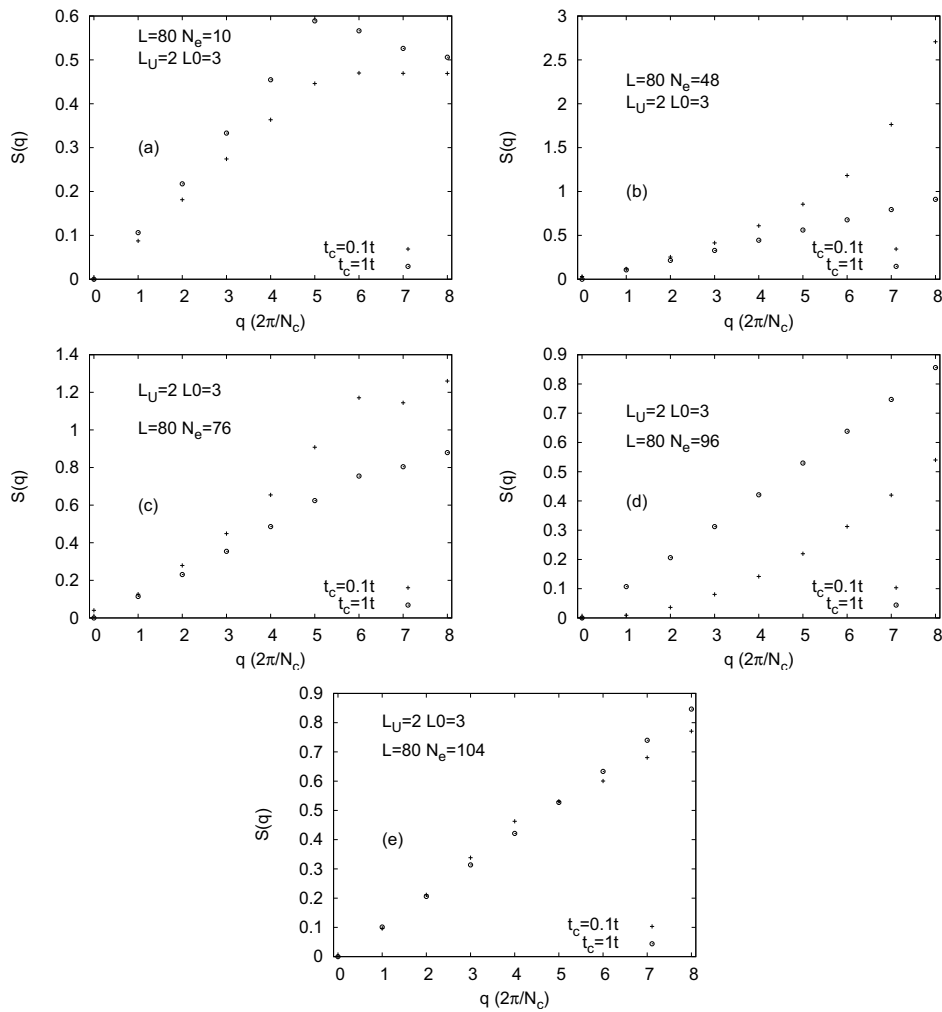 0.6
0.5
0.4
0.3
0.2
0.1
0
S(q)
L=80 N_e=10
L_U=2 L0=3
(a)
t_c=0.1t
t_c=1t
0 1 2 3 4 5 6 7 8
q (2π/N_c)
3
2.5
2
1.5
1
0.5
0
S(q)
L=80 N_e=48
L_U=2 L0=3
(b)
t_c=0.1t
t_c=1t
0 1 2 3 4 5 6 7 8
q (2π/N_c)
1.4
1.2
1
0.8
0.6
0.4
0.2
0
S(q)
L_U=2 L0=3
L=80 N_e=76
(c)
t_c=0.1t
t_c=1t
0 1 2 3 4 5 6 7 8
q (2π/N_c)
0.9
0.8
0.7
0.6
0.5
0.4
0.3
0.2
0.1
0
S(q)
L_U=2 L0=3
L=80 N_e=96
(d)
t_c=0.1t
t_c=1t
0 1 2 3 4 5 6 7 8
q (2π/N_c)
0.9
0.8
0.7
0.6
0.5
0.4
0.3
0.2
0.1
0
S(q)
L_U=2 L0=3
L=80 N_e=104
(e)
t_c=0.1t
t_c=1t
0 1 2 3 4 5 6 7 8
q (2π/N_c)